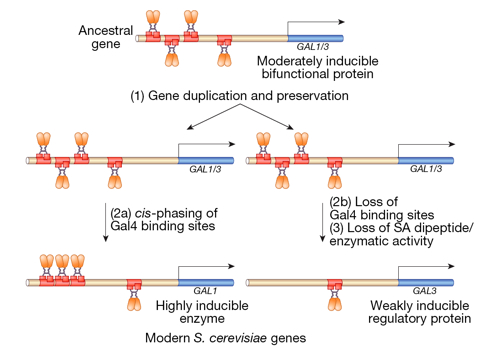 Ancestral
gene
GAL1/3
Moderately inducible
bifunctional protein
(1) Gene duplication and preservation
GAL1/3
GAL1/3
(2a) cis-phasing of
Gal4 binding sites
(2b) Loss of
Gal4 binding sites
(3) Loss of SA dipeptide/
enzymatic activity
GAL1
GAL3
Highly inducible
enzyme
Weakly inducible
regulatory protein
Modern S. cerevisiae genes